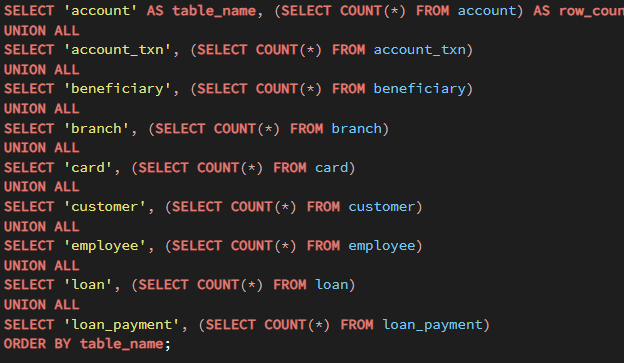 SELECT 'account' AS table_name, (SELECT COUNT(*) FROM account) AS row_coun
UNION ALL
SELECT 'account_txn', (SELECT COUNT(*) FROM account_txn)
UNION ALL
SELECT 'beneficiary', (SELECT COUNT(*) FROM beneficiary)
UNION ALL
SELECT 'branch', (SELECT COUNT(*) FROM branch)
UNION ALL
SELECT 'card', (SELECT COUNT(*) FROM card)
UNION ALL
SELECT 'customer', (SELECT COUNT(*) FROM customer)
UNION ALL
SELECT 'employee', (SELECT COUNT(*) FROM employee)
UNION ALL
SELECT 'loan', (SELECT COUNT(*) FROM loan)
UNION ALL
SELECT 'loan_payment', (SELECT COUNT(*) FROM loan_payment)
ORDER BY table_name;